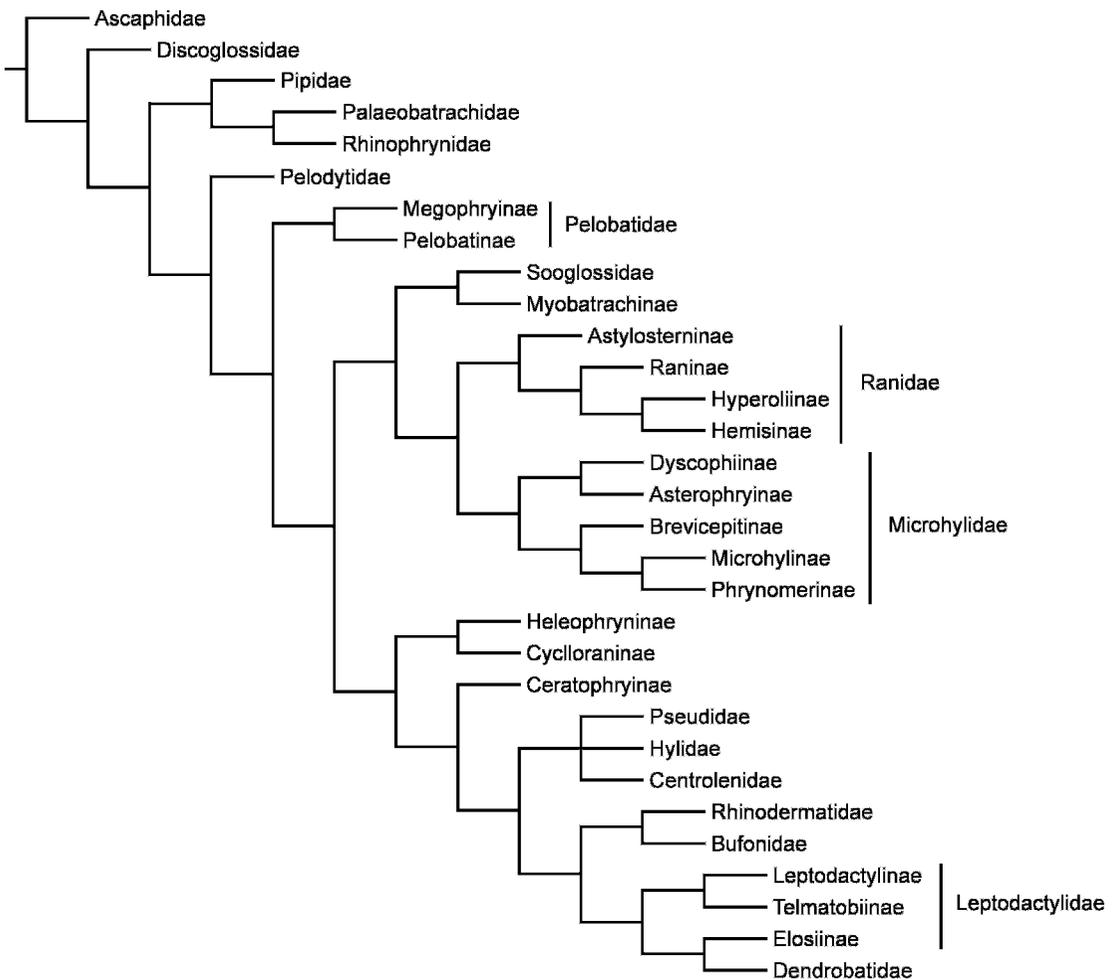 Ascaphidae
Discoglossidae
Pipidae
Palaeobatrachidae
Rhinophrynidae
Pelodytidae
Megophryinae
Pelobatidae
Pelobatinae
Sooglossidae
Myobatrachinae
Astylosterninae
Raninae
Ranidae
Hyperoliinae
Hemisinae
Dyscophiinae
Asterophryinae
Brevicepitinae
Microhylidae
Microhylinae
Phrynomerinae
Heleophryninae
Cyclloraninae
Ceratophryinae
Pseudidae
Hylidae
Centrolenidae
Rhinodermatidae
Bufonidae
Leptodactylinae
Leptodactylidae
Telmatobiinae
Elosiinae
Dendrobatidae